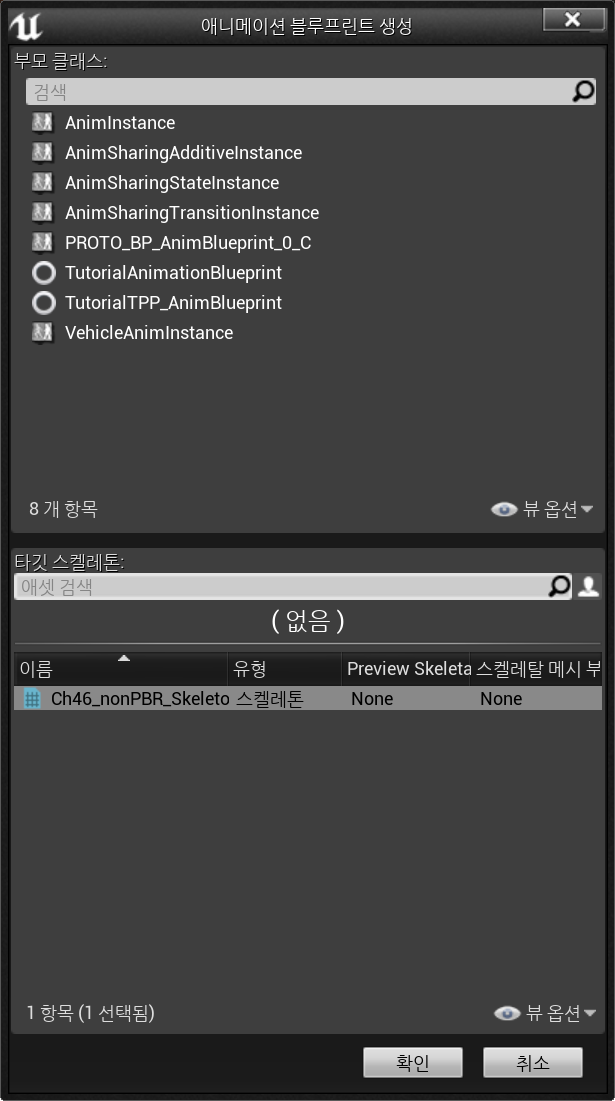 애니메이션 블루프린트 생성
부모 클래스:
검색
AnimInstance
AnimSharingAdditiveInstance
AnimSharingStateInstance
AnimSharingTransitionInstance
PROTO_BP_AnimBlueprint_0_C
TutorialAnimationBlueprint
TutorialTPP_AnimBlueprint
VehicleAnimInstance
8 개 항목 뷰 옵션
타깃 스켈레톤:
애셋 검색
( 없음 )
이름 유형 Preview Skeleta 스켈레탈 메시 부
Ch46_nonPBR_Skeleto 스켈레톤 None None
1 항목 (1 선택됨) 뷰 옵션
확인 취소